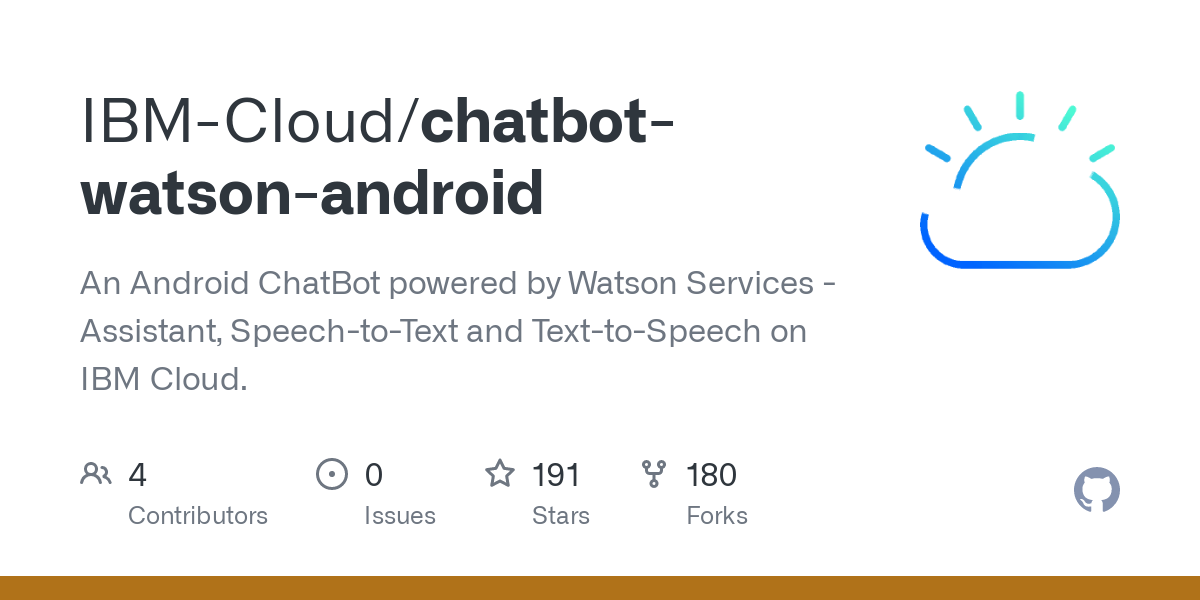 IBM-Cloud/chatbot-
watson-android
An Android ChatBot powered by Watson Services -
Assistant, Speech-to-Text and Text-to-Speech on
IBM Cloud.
4 0 191 180
Contributors Issues Stars Forks